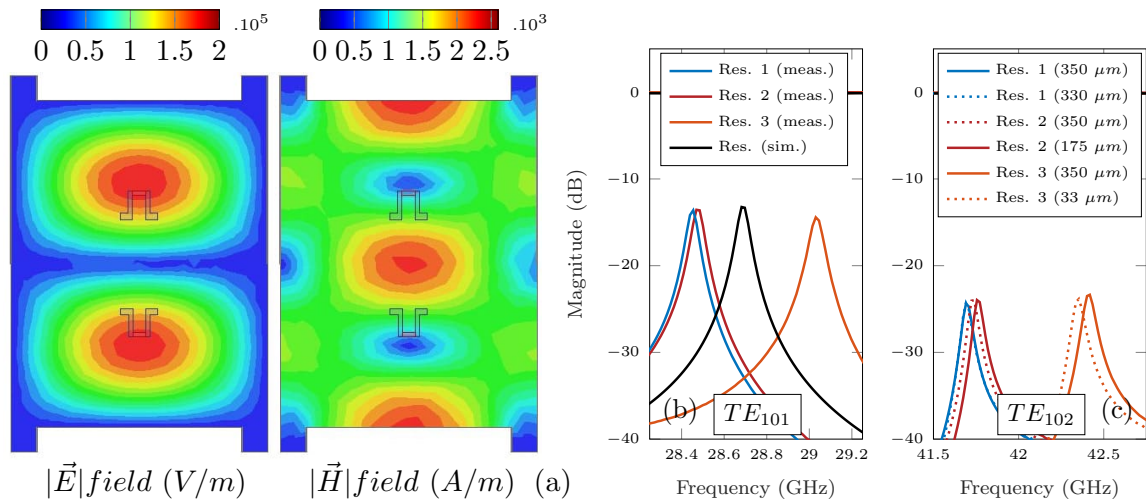 0 0.5 1 1.5 2 .10⁵
0 0.5 1 1.5 2 2.5 .10³
|E⃗|field (V/m)
|H⃗|field (A/m) (a)
Magnitude (dB)
0
−10
−20
−30
−40
Res. 1 (meas.)
Res. 2 (meas.)
Res. 3 (meas.)
Res. (sim.)
(b)
TE₁₀₁
28.4 28.6 28.8 29 29.2
Frequency (GHz)
0
−10
−20
−30
−40
Res. 1 (350 μm)
Res. 1 (330 μm)
Res. 2 (350 μm)
Res. 2 (175 μm)
Res. 3 (350 μm)
Res. 3 (33 μm)
TE₁₀₂ (c)
41.5 42 42.5
Frequency (GHz)